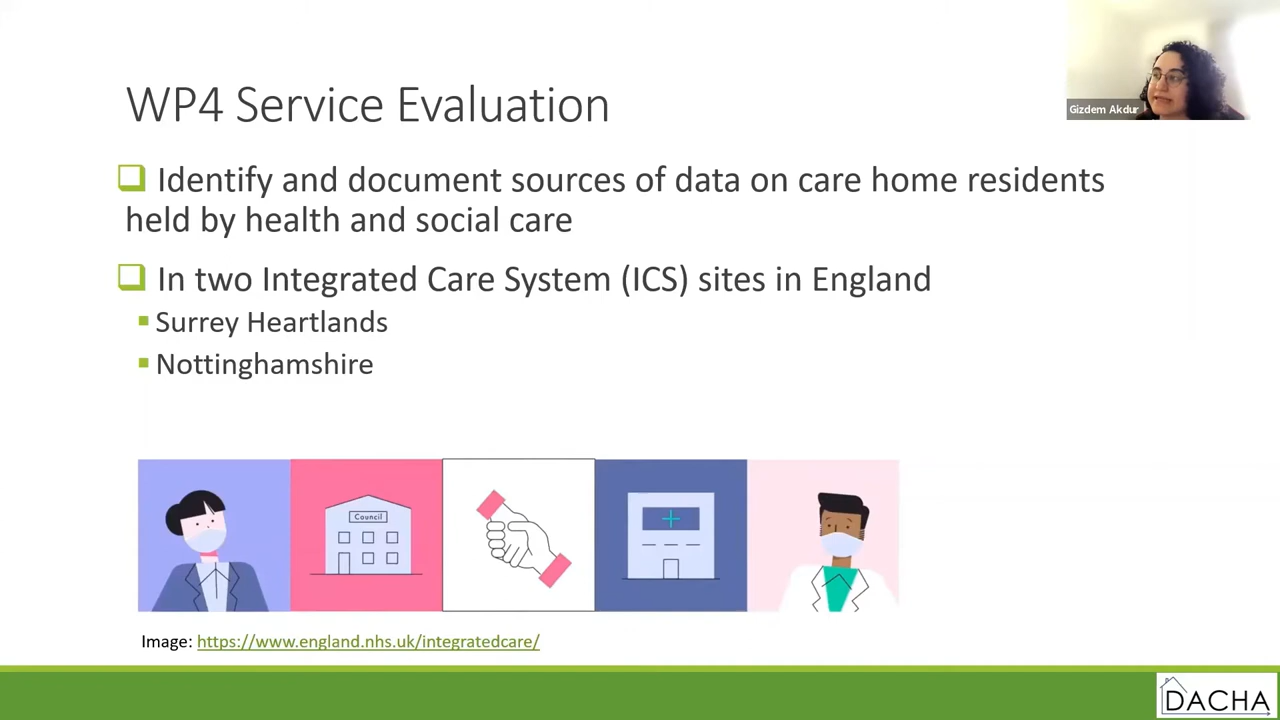 WP4 Service Evaluation
Gizdem Akdur
Identify and document sources of data on care home residents
held by health and social care
In two Integrated Care System (ICS) sites in England
Surrey Heartlands
Nottinghamshire
Council
Image: https://www.england.nhs.uk/integratedcare/
DACHA